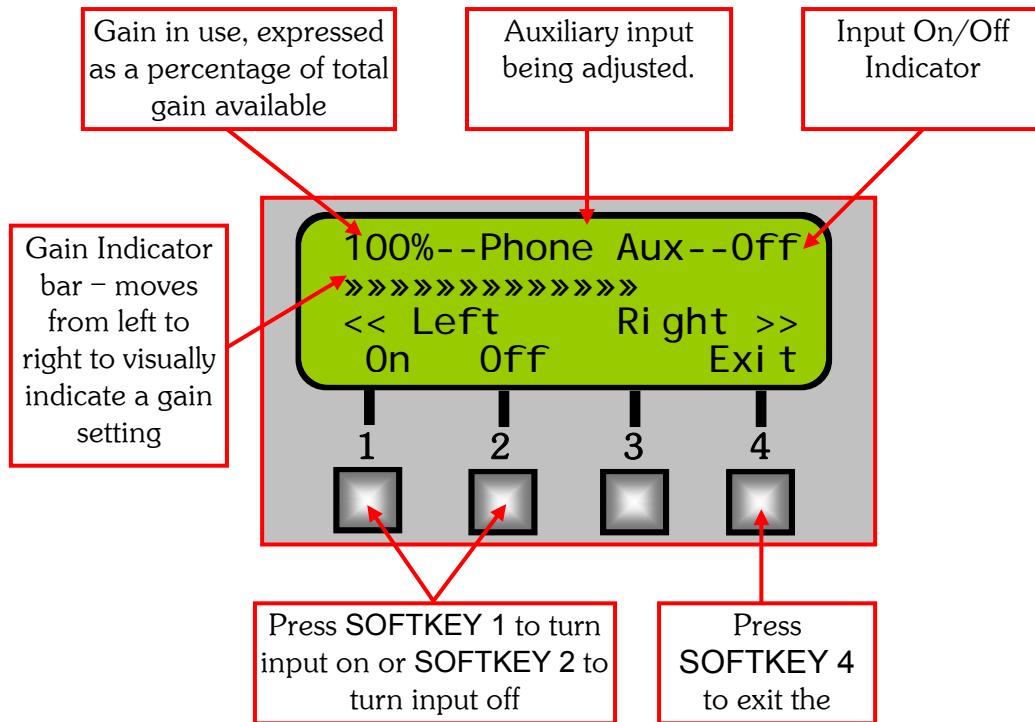 Gain in use, expressed
as a percentage of total
gain available
Auxiliary input
being adjusted.
Input On/Off
Indicator
Gain Indicator
bar – moves
from left to
right to visually
indicate a gain
setting
100%--Phone Aux--Off
»»»»»»»»»»»»»
<< Left Right >>
On Off Exit
1 2 3 4
Press SOFTKEY 1 to turn
input on or SOFTKEY 2 to
turn input off
Press
SOFTKEY 4
to exit the